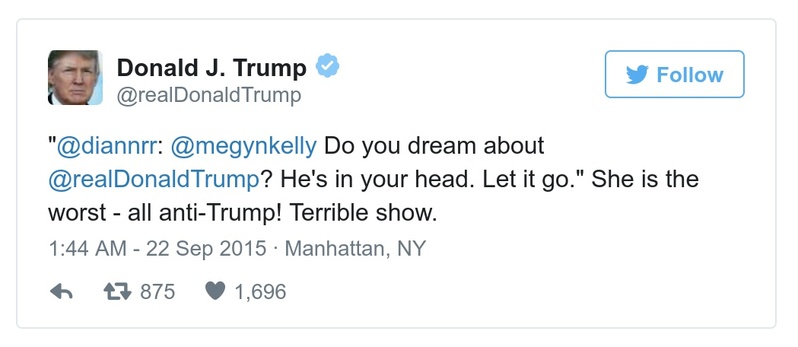 Donald J. Trump
@realDonaldTrump
Follow
"@diannrr: @megynkelly Do you dream about
@realDonaldTrump? He's in your head. Let it go." She is the
worst - all anti-Trump! Terrible show.
1:44 AM - 22 Sep 2015 · Manhattan, NY
875 1,696